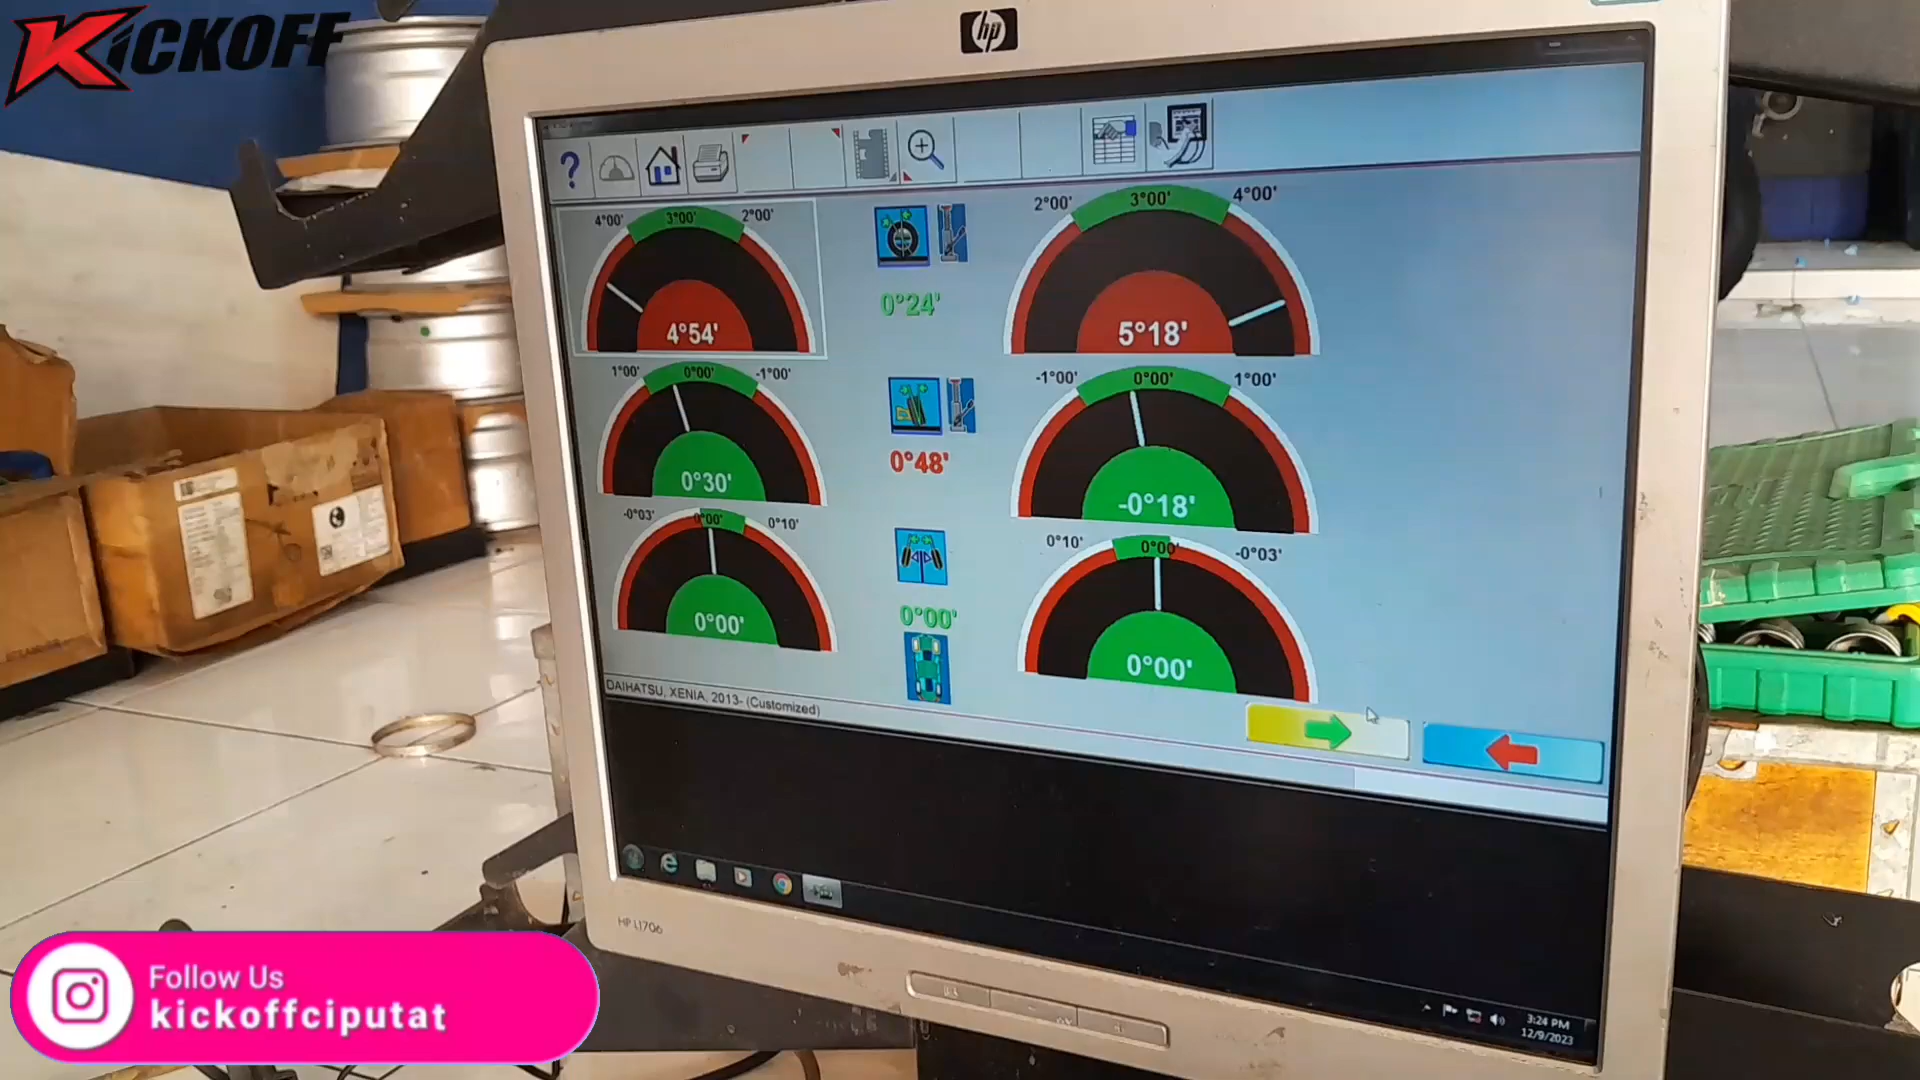 KICKOFF
hp
?
4°00' 3°00' 2°00'
2°00' 3°00' 4°00'
4°54'
0°24'
5°18'
1°00' 0°00' -1°00'
-1°00' 0°00' 1°00'
0°30'
0°48'
-0°18'
-0°03' 0°00' 0°10'
0°10' 0°00' -0°03'
0°00'
0°00'
0°00'
DAIHATSU, XENIA, 2013- (Customized)
HP L1706
3:24 PM
12/9/2023
Follow Us
kickoffciputat